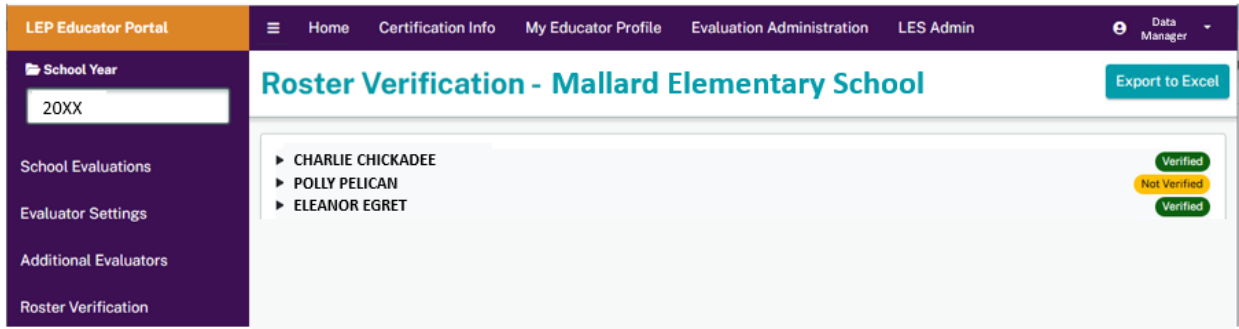 LEP Educator Portal
Home Certification Info My Educator Profile Evaluation Administration LES Admin Data Manager
School Year
20XX
Roster Verification - Mallard Elementary School
Export to Excel
School Evaluations
Evaluator Settings
Additional Evaluators
Roster Verification
CHARLIE CHICKADEE Verified
POLLY PELICAN Not Verified
ELEANOR EGRET Verified